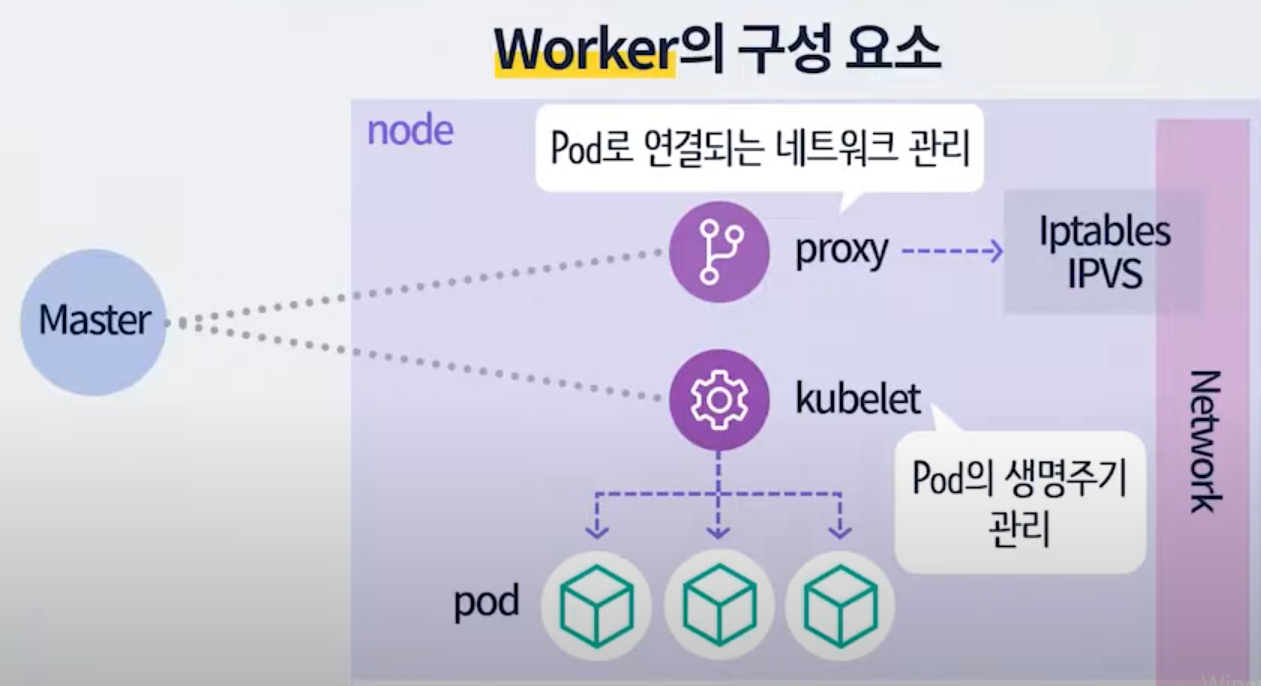 Worker의 구성 요소
node
Pod로 연결되는 네트워크 관리
proxy
Iptables
IPVS
Master
kubelet
Pod의 생명주기
관리
Network
pod